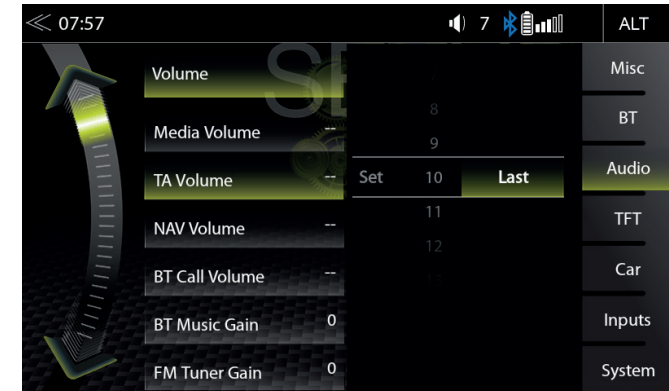 07:57
7
ALT
Volume
Media Volume --
TA Volume --
NAV Volume --
BT Call Volume --
BT Music Gain 0
FM Tuner Gain 0
8
9
Set 10 Last
11
12
Misc
BT
Audio
TFT
Car
Inputs
System